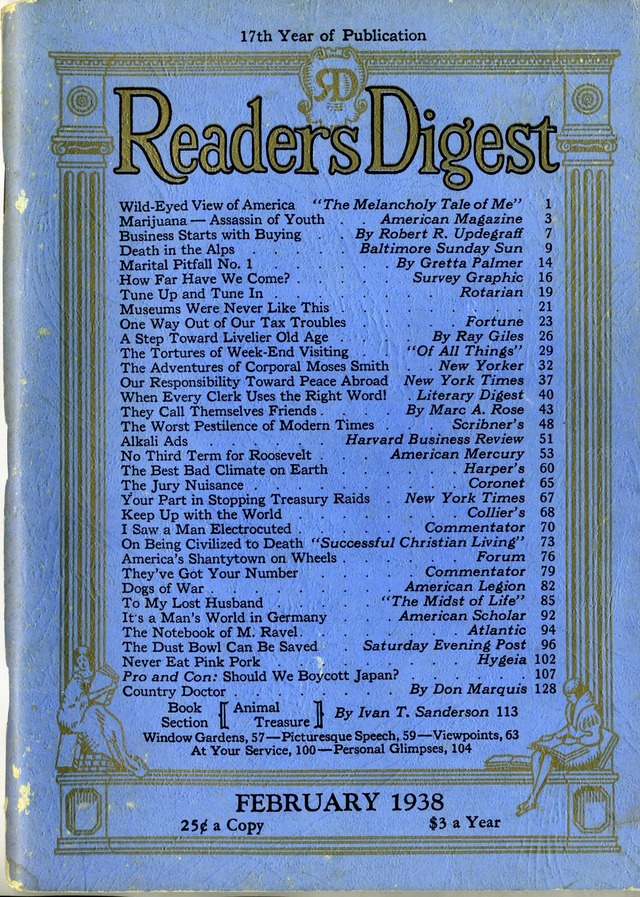 17th Year of Publication
RD
Readers Digest
Wild-Eyed View of America "The Melancholy Tale of Me" 1
Marijuana — Assassin of Youth . . American Magazine 3
Business Starts with Buying . By Robert R. Updegraff 7
Death in the Alps . . . . Baltimore Sunday Sun 9
Marital Pitfall No. 1 . . . . . By Gretta Palmer 14
How Far Have We Come? . . . . . Survey Graphic 16
Tune Up and Tune In . . . . . . . Rotarian 19
Museums Were Never Like This . . . . . . . 21
One Way Out of Our Tax Troubles . . . . Fortune 23
A Step Toward Livelier Old Age . . . By Ray Giles 26
The Tortures of Week-End Visiting . "Of All Things" 29
The Adventures of Corporal Moses Smith . . New Yorker 32
Our Responsibility Toward Peace Abroad New York Times 37
When Every Clerk Uses the Right Word! . Literary Digest 40
They Call Themselves Friends . . . By Marc A. Rose 43
The Worst Pestilence of Modern Times . . Scribner's 48
Alkali Ads . . . . Harvard Business Review 51
No Third Term for Roosevelt . . . American Mercury 53
The Best Bad Climate on Earth . . . . . Harper's 60
The Jury Nuisance . . . . . . . Coronet 65
Your Part in Stopping Treasury Raids . New York Times 67
Keep Up with the World . . . . . . Collier's 68
I Saw a Man Electrocuted . . . . . Commentator 70
On Being Civilized to Death "Successful Christian Living" 73
America's Shantytown on Wheels . . . . . Forum 76
They've Got Your Number . . . . . Commentator 79
Dogs of War . . . . . . . American Legion 82
To My Lost Husband . . . . "The Midst of Life" 85
It's a Man's World in Germany . . American Scholar 92
The Notebook of M. Ravel . . . . . . Atlantic 94
The Dust Bowl Can Be Saved . Saturday Evening Post 96
Never Eat Pink Pork . . . . . . . Hygeia 102
Pro and Con: Should We Boycott Japan? . . . . 107
Country Doctor . . . . . . By Don Marquis 128
Book Section [Animal Treasure] By Ivan T. Sanderson 113
Window Gardens, 57—Picturesque Speech, 59—Viewpoints, 63
At Your Service, 100—Personal Glimpses, 104
FEBRUARY 1938
25¢ a Copy $3 a Year